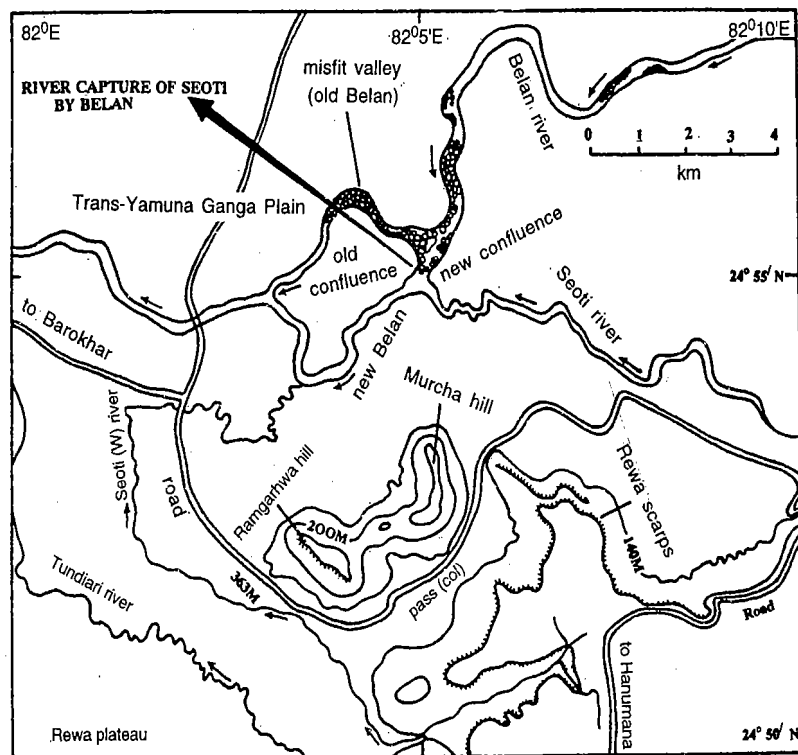 82⁰E
82⁰5'E
82⁰10'E
misfit valley
(old Belan)
RIVER CAPTURE OF SEOTI
BY BELAN
Belan river
0 1 2 3 4
km
Trans-Yamuna Ganga Plain
old
confluence
new confluence
24° 55′ N
Seoti river
to Barokhar
new Belan
Murcha hill
Seoti (W) river
road
Ramgarhwa hill
200M
Rewa scarps
140M
363M
pass (col)
Tundiari river
Road
to Hanumana
Rewa plateau
24° 50′ N